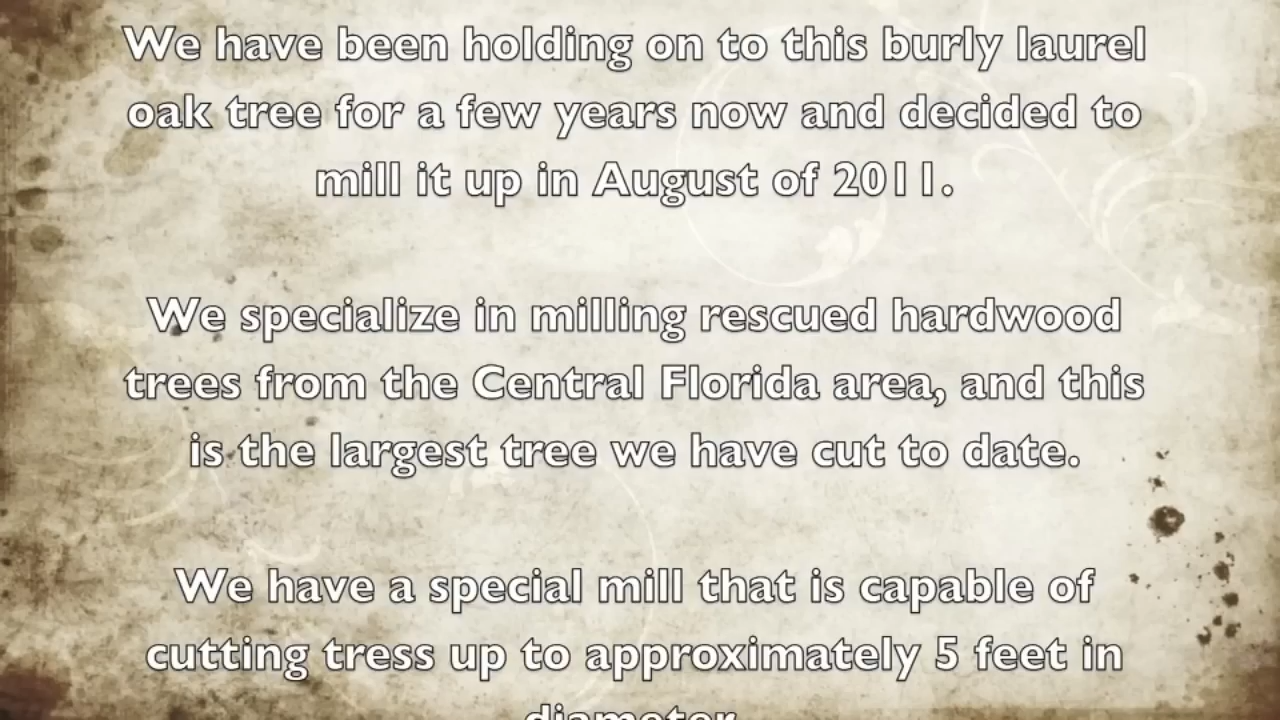 We have been holding on to this burly laurel
oak tree for a few years now and decided to
mill it up in August of 2011.
We specialize in milling rescued hardwood
trees from the Central Florida area, and this
is the largest tree we have cut to date.
We have a special mill that is capable of
cutting tress up to approximately 5 feet in
diameter.